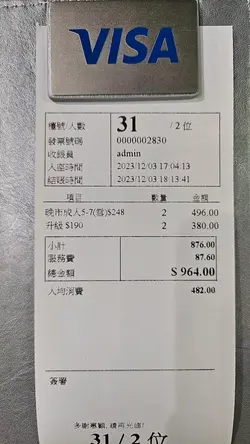 VISA
檯號/人數 31 / 2 位
發票號碼 0000002830
收銀員 admin
入座時間 2023/12/03 17:04:13
結賬時間 2023/12/03 18:13:41
項目 數量 金額
晚市成人5-7(雪)$248 2 496.00
升級 $190 2 380.00
小計 876.00
服務費 87.60
總金額 $ 964.00
人均消費 482.00
簽署
多謝惠顧, 請再光臨!
31 / 2 位